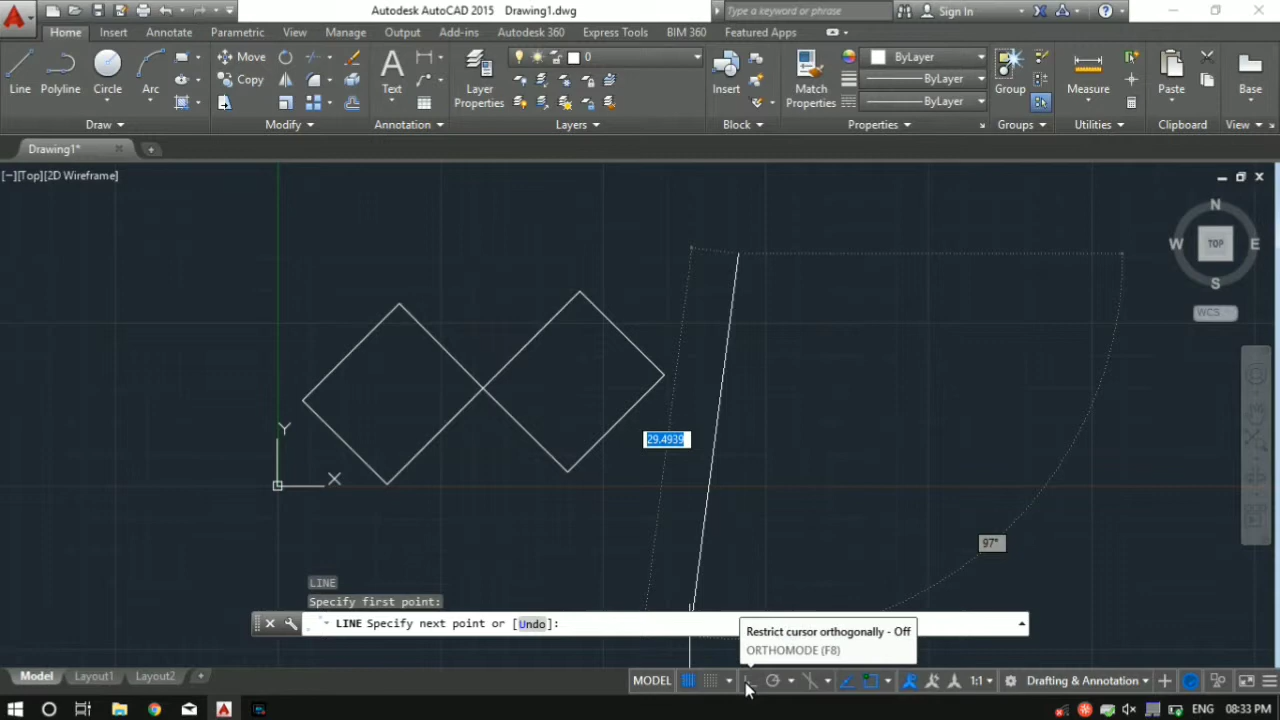 Autodesk AutoCAD 2015 Drawing1.dwg
Type a keyword or phrase
Sign In
Home Insert Annotate Parametric View Manage Output Add-ins Autodesk 360 Express Tools BIM 360 Featured Apps
Move
Copy
0
ByLayer
ByLayer
ByLayer
Line Polyline Circle Arc Text Layer Properties Insert Match Properties Group Measure Paste Base
Draw Modify Annotation Layers Block Properties Groups Utilities Clipboard View
Drawing1*
[−][Top][2D Wireframe]
N
W TOP E
S
WCS
Y
X
29.4939
97°
LINE
Specify first point:
LINE Specify next point or [Undo]:
Restrict cursor orthogonally - Off
ORTHOMODE (F8)
Model Layout1 Layout2 +
MODEL 1:1 Drafting & Annotation
ENG 08:33 PM